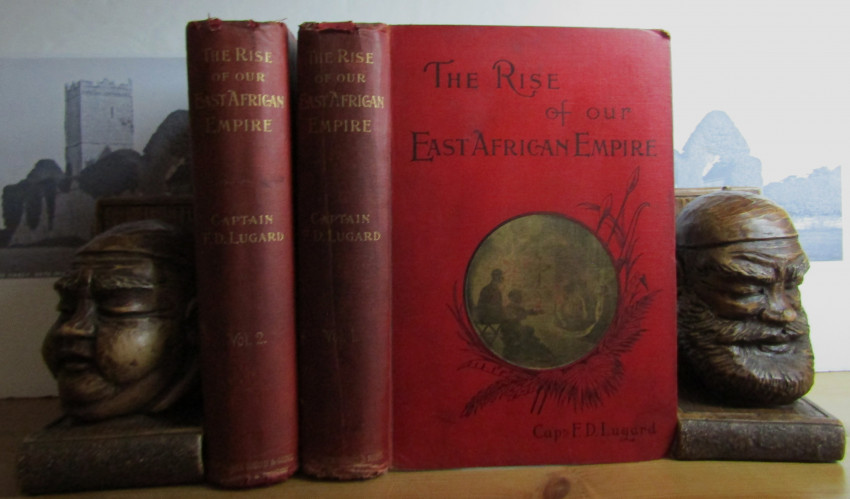 THE RISE
OF OUR
EAST AFRICAN
EMPIRE
CAPTAIN
F.D. LUGARD
VOL 2.
THE RISE
OF OUR
EAST AFRICAN
EMPIRE
CAPTAIN
F.D. LUGARD
THE RISE
of our
EAST AFRICAN EMPIRE
Cap: F.D. Lugard